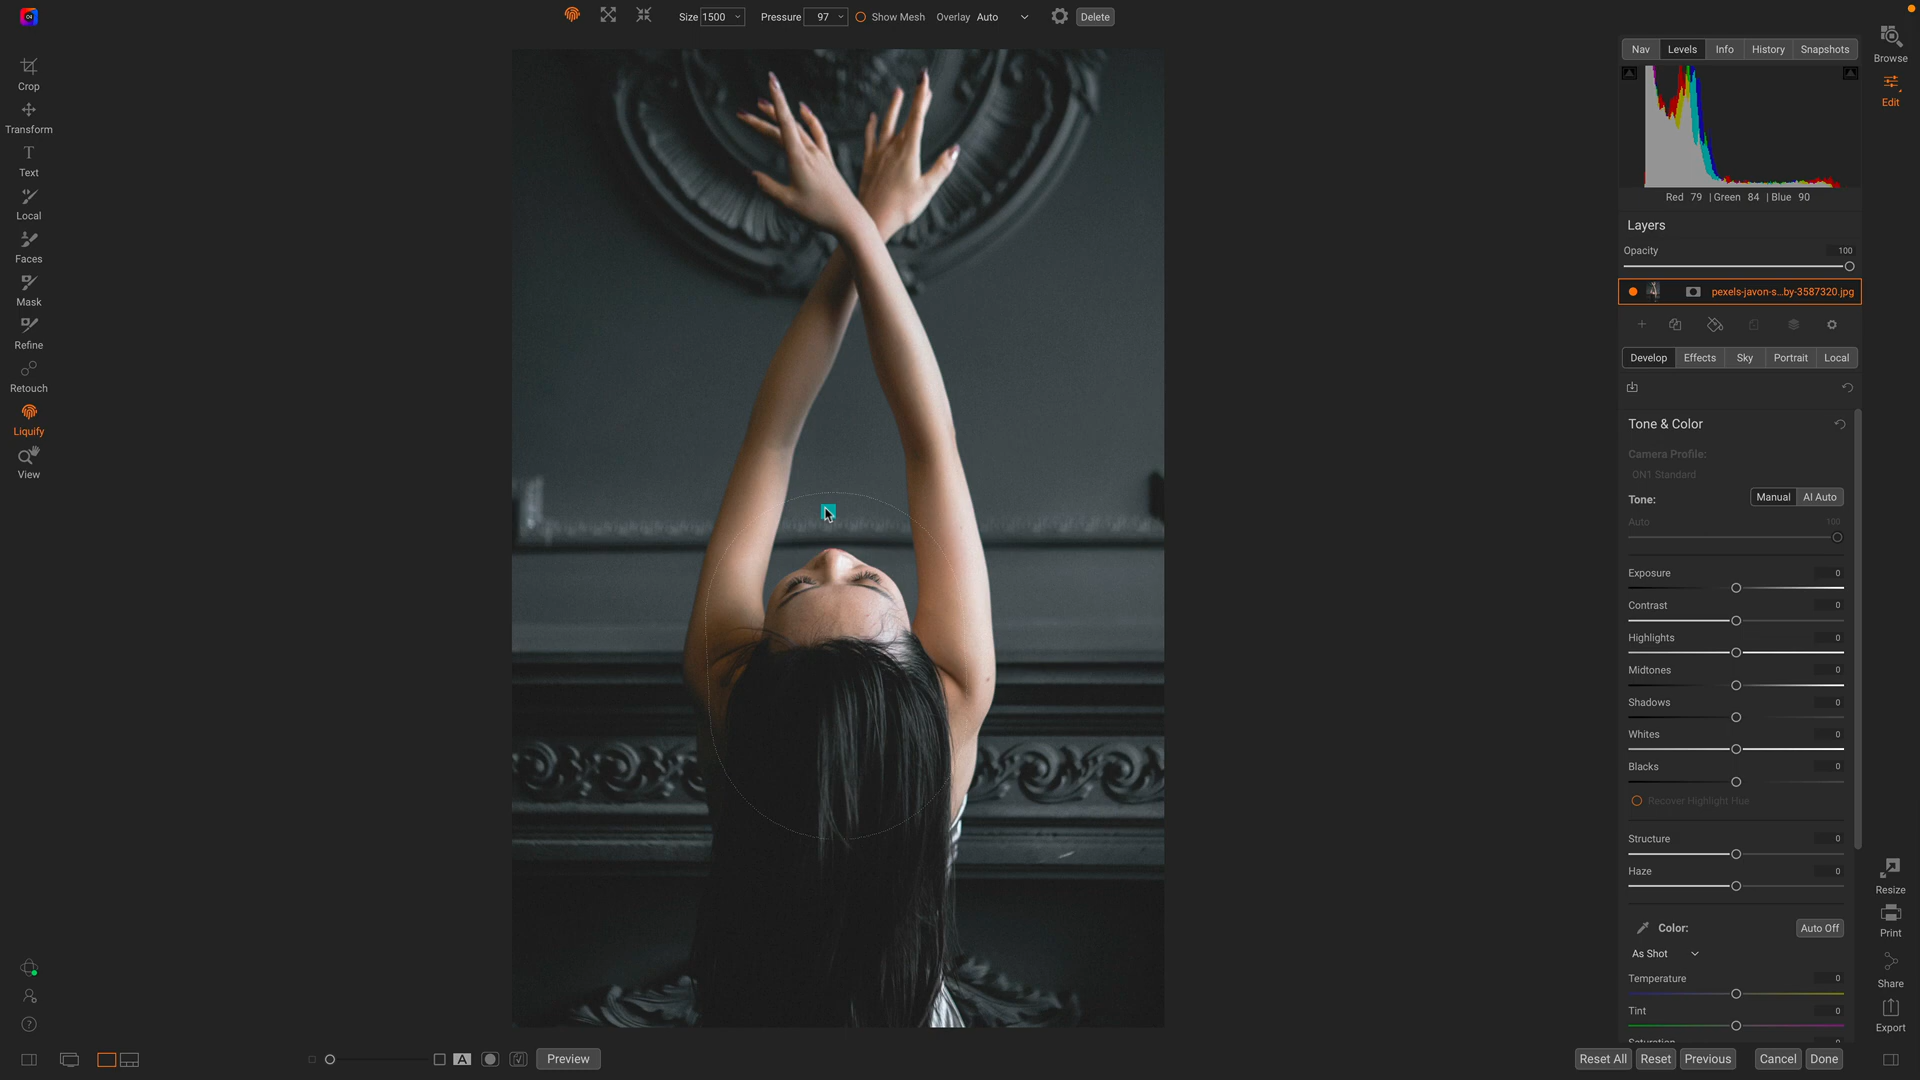 Size 1500 Pressure 97 Show Mesh Overlay Auto Delete
Crop
Transform
Text
Local
Faces
Mask
Refine
Retouch
Liquify
View
Nav Levels Info History Snapshots
Red 79 | Green 84 | Blue 90
Layers
Opacity 100
pexels-javon-s...by-3587320.jpg
Develop Effects Sky Portrait Local
Tone & Color
Camera Profile:
ON1 Standard
Tone: Manual AI Auto
Auto 100
Exposure 0
Contrast 0
Highlights 0
Midtones 0
Shadows 0
Whites 0
Blacks 0
Recover Highlight Hue
Structure 0
Haze 0
Color: Auto Off
As Shot
Temperature 0
Tint 0
Browse
Edit
Resize
Print
Share
Export
A Preview
Reset All Reset Previous Cancel Done